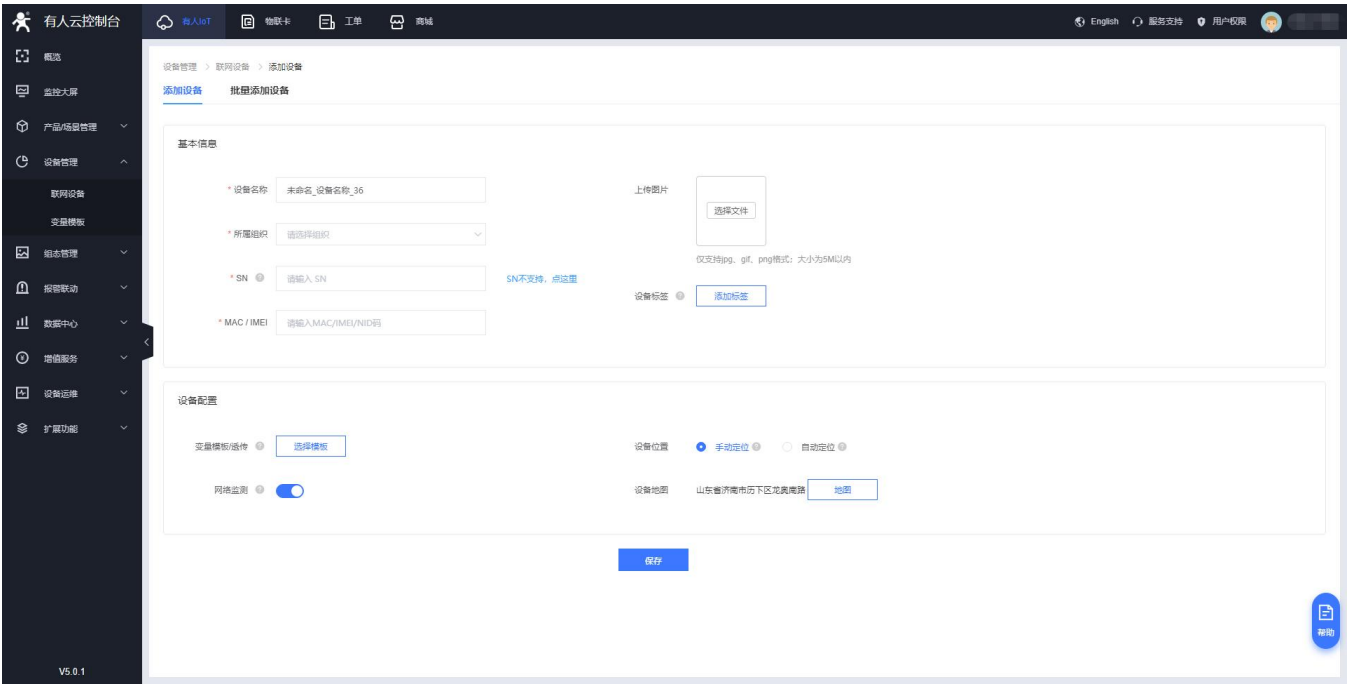 有人云控制台
有人IoT 物联卡 工单 商城 English 服务支持 用户权限
概览
监控大屏
产品/场景管理
设备管理
联网设备
变量模板
组态管理
报警联动
数据中心
增值服务
设备运维
扩展功能
V5.0.1
设备管理 > 联网设备 > 添加设备
添加设备 批量添加设备
基本信息
* 设备名称 未命名_设备名称_36
* 所属组织 请选择组织
* SN 请输入 SN SN不支持，点这里
* MAC / IMEI 请输入MAC/IMEI/NID码
上传图片 选择文件
仅支持jpg、gif、png格式；大小为5M以内
设备标签 添加标签
设备配置
变量模板/透传 选择模板
网络监测
设备位置 手动定位 自动定位
设备地图 山东省济南市历下区龙奥南路 地图
保存
帮助